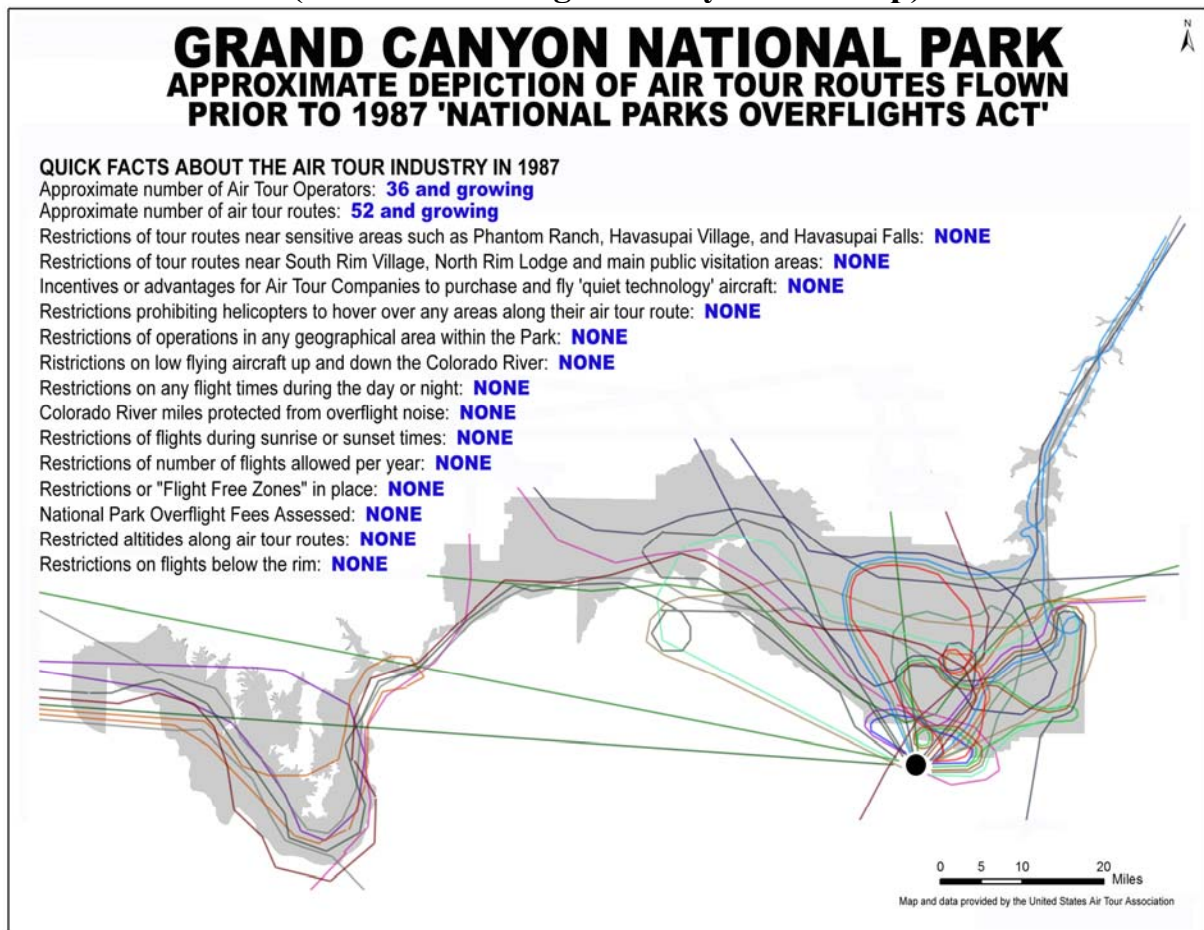 GRAND CANYON NATIONAL PARK
APPROXIMATE DEPICTION OF AIR TOUR ROUTES FLOWN
PRIOR TO 1987 'NATIONAL PARKS OVERFLIGHTS ACT'
N
QUICK FACTS ABOUT THE AIR TOUR INDUSTRY IN 1987
Approximate number of Air Tour Operators: 36 and growing
Approximate number of air tour routes: 52 and growing
Restrictions of tour routes near sensitive areas such as Phantom Ranch, Havasupai Village, and Havasupai Falls: NONE
Restrictions of tour routes near South Rim Village, North Rim Lodge and main public visitation areas: NONE
Incentives or advantages for Air Tour Companies to purchase and fly 'quiet technology' aircraft: NONE
Restrictions prohibiting helicopters to hover over any areas along their air tour route: NONE
Restrictions of operations in any geographical area within the Park: NONE
Ristrictions on low flying aircraft up and down the Colorado River: NONE
Restrictions on any flight times during the day or night: NONE
Colorado River miles protected from overflight noise: NONE
Restrictions of flights during sunrise or sunset times: NONE
Restrictions of number of flights allowed per year: NONE
Restrictions or "Flight Free Zones" in place: NONE
National Park Overflight Fees Assessed: NONE
Restricted altitides along air tour routes: NONE
Restrictions on flights below the rim: NONE
0 5 10 20
Miles
Map and data provided by the United States Air Tour Association